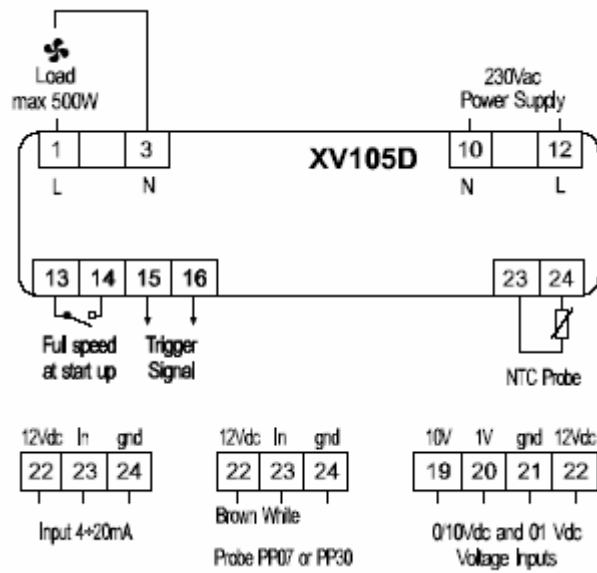 Load
max 500W
230Vac
Power Supply
1 3 XV105D 10 12
L N N L
13 14 15 16 23 24
Full speed
at start up
Trigger
Signal
NTC Probe
12Vdc In gnd
22 23 24
Input 4÷20mA
12Vdc In gnd
22 23 24
Brown White
Probe PP07 or PP30
10V 1V gnd 12Vdc
19 20 21 22
0/10Vdc and 01 Vdc
Voltage Inputs